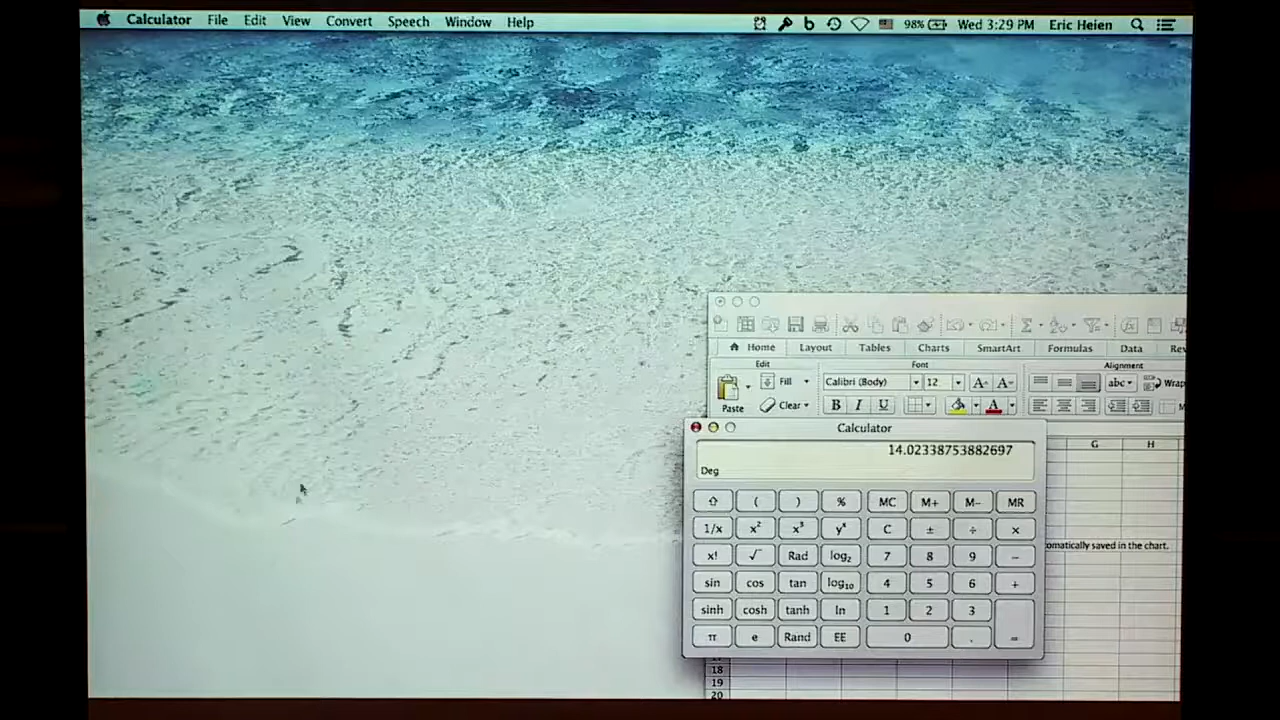 Calculator File Edit View Convert Speech Window Help 98% Wed 3:29 PM Eric Heien
Home Layout Tables Charts SmartArt Formulas Data
Edit Font Alignment
Fill Calibri (Body) 12 A A abc Wrap
Paste Clear B I U A
Calculator
14.02338753882697
Deg
G H
( ) % MC M+ M- MR
1/x x² x³ yˣ C ± ÷ ×
x! √ Rad log₂ 7 8 9 −
sin cos tan log₁₀ 4 5 6 +
sinh cosh tanh ln 1 2 3
π e Rand EE 0 . =
omatically saved in the chart.
18
19
20